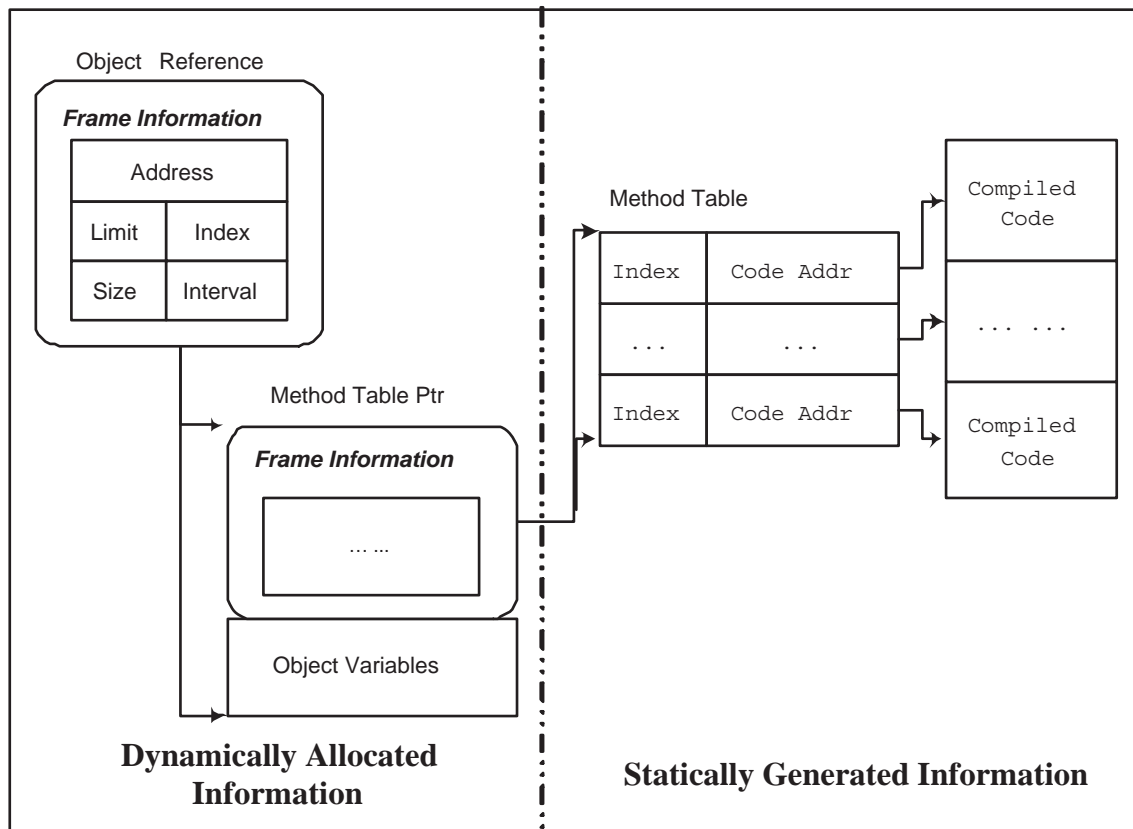 Object Reference
Frame Information
Address
Limit Index
Size Interval
Method Table Ptr
Frame Information
... ...
Object Variables
Dynamically Allocated
Information
Method Table
Index Code Addr
... ...
Index Code Addr
Compiled
Code
... ...
Compiled
Code
Statically Generated Information